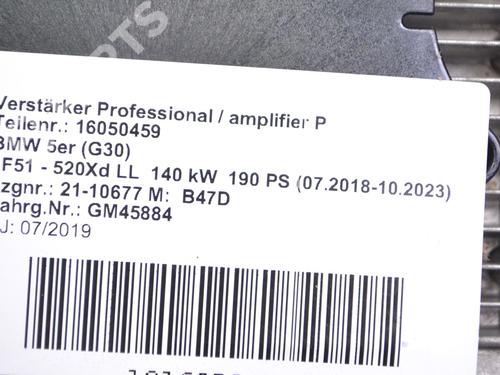 PARTS
Verstärker Professional / amplifier P
Teilenr.: 16050459
BMW 5er (G30)
F51 - 520Xd LL 140 kW 190 PS (07.2018-10.2023)
zgnr.: 21-10677 M: B47D
ahrg.Nr.: GM45884
J: 07/2019